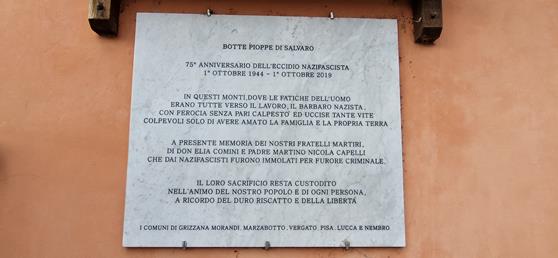 BOTTE PIOPPE DI SALVARO
75° ANNIVERSARIO DELL'ECCIDIO NAZIFASCISTA
1° OTTOBRE 1944 - 1° OTTOBRE 2019
IN QUESTI MONTI, DOVE LE FATICHE DELL'UOMO
ERANO TUTTE VERSO IL LAVORO, IL BARBARO NAZISTA,
CON FEROCIA SENZA PARI CALPESTO' ED UCCISE TANTE VITE
COLPEVOLI SOLO DI AVERE AMATO LA FAMIGLIA E LA PROPRIA TERRA
A PRESENTE MEMORIA DEI NOSTRI FRATELLI MARTIRI,
DI DON ELIA COMINI E PADRE MARTINO NICOLA CAPELLI
CHE DAI NAZIFASCISTI FURONO IMMOLATI PER FURORE CRIMINALE.
IL LORO SACRIFICIO RESTA CUSTODITO
NELL'ANIMO DEL NOSTRO POPOLO E DI OGNI PERSONA,
A RICORDO DEL DURO RISCATTO E DELLA LIBERTÀ
I COMUNI DI GRIZZANA MORANDI, MARZABOTTO, VERGATO, PISA, LUCCA E NEMBRO